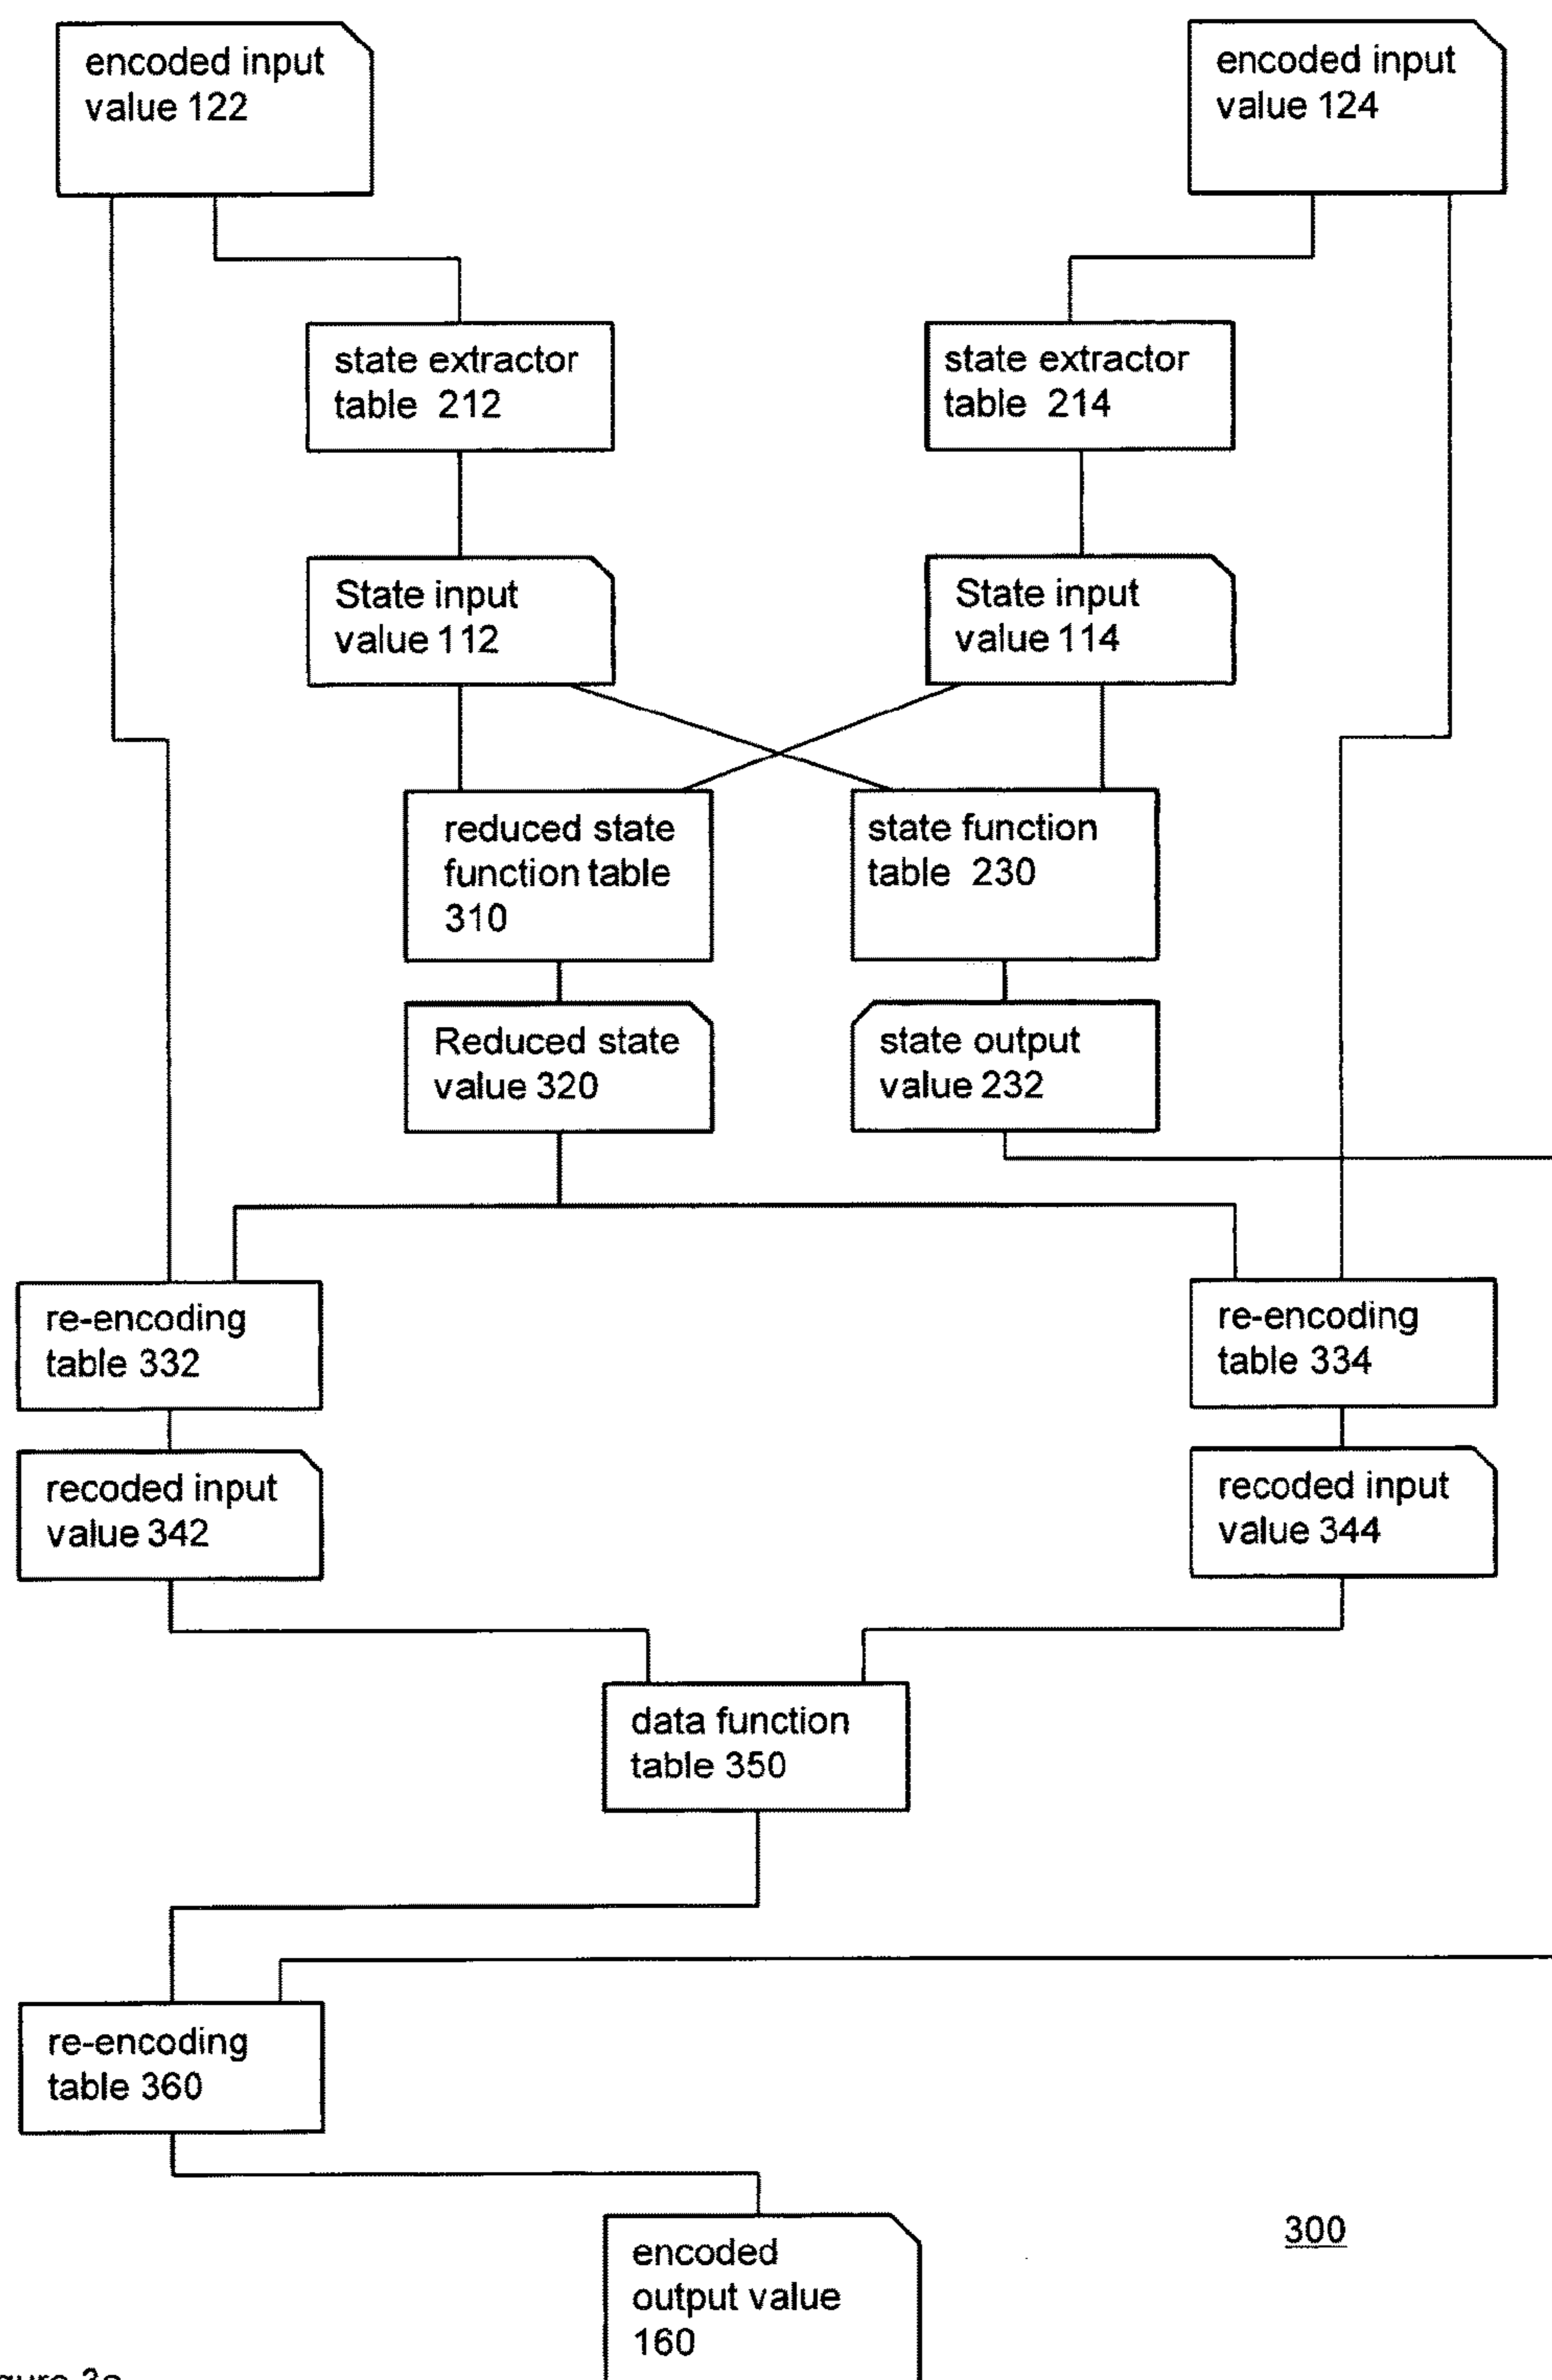 encoded input
value 122
encoded input
value 124
state extractor
table 212
state extractor
table 214
State input
value 112
State input
value 114
reduced state
function table
310
state function
table 230
Reduced state
value 320
state output
value 232
re-encoding
table 332
re-encoding
table 334
recoded input
value 342
recoded input
value 344
data function
table 350
re-encoding
table 360
encoded
output value
160
300